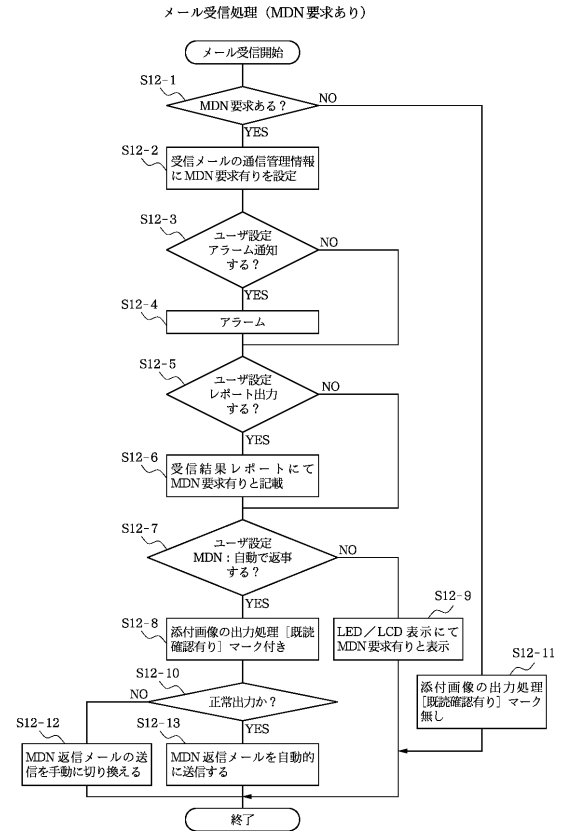 メール受信処理（MDN 要求あり）
メール受信開始
S12-1
MDN 要求ある？
NO
YES
S12-2
受信メールの通信管理情報
に MDN 要求有りを設定
S12-3
ユーザ設定
アラーム通知
する？
NO
YES
S12-4
アラーム
S12-5
ユーザ設定
レポート出力
する？
NO
YES
S12-6
受信結果レポートにて
MDN 要求有りと記載
S12-7
ユーザ設定
MDN：自動で返事
する？
NO
YES
S12-8
添付画像の出力処理［既読
確認有り］マーク付き
S12-9
LED／LCD 表示にて
MDN 要求有りと表示
S12-10
正常出力か？
NO
YES
S12-11
添付画像の出力処理
［既読確認有り］マーク
無し
S12-12
MDN 返信メールの送
信を手動に切り換える
S12-13
MDN 返信メールを自動的
に送信する
終了